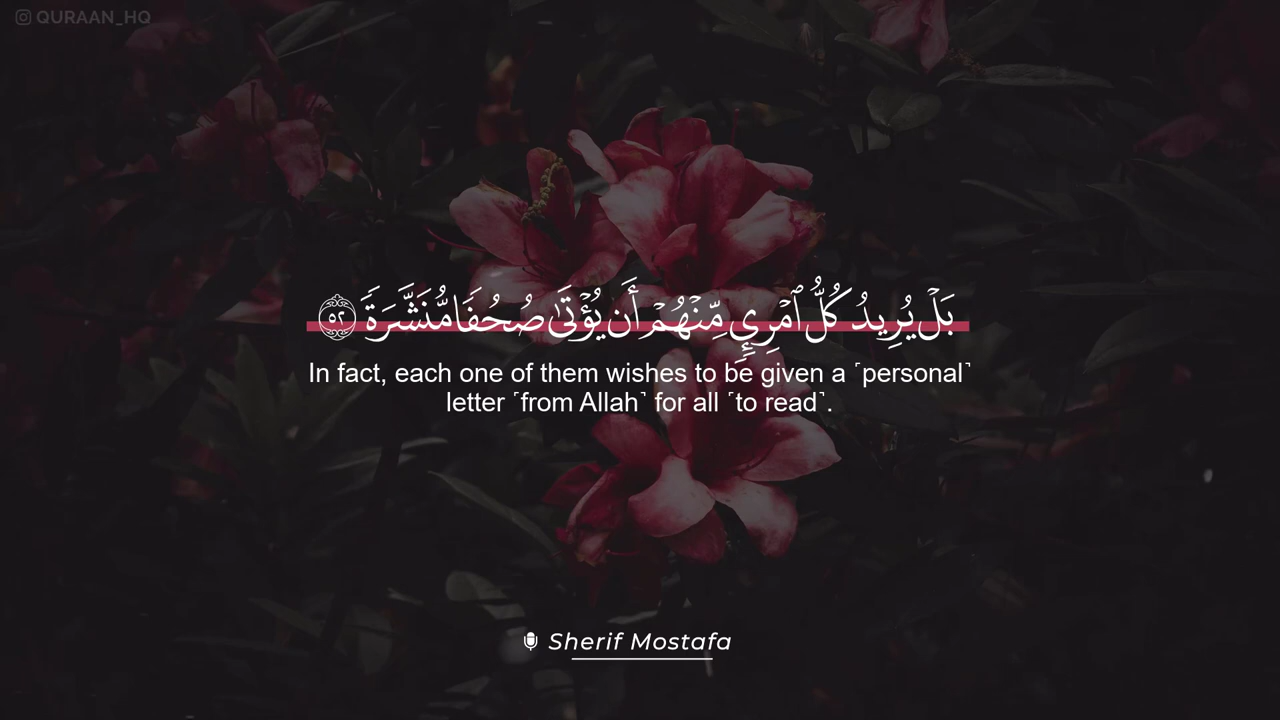 QURAAN_HQ
بَلۡ يُرِيدُ كُلُّ ٱمۡرِيٕٖ مِّنۡهُمۡ أَن يُؤۡتَىٰ صُحُفٗا مُّنَشَّرَةٗ ٥٢
In fact, each one of them wishes to be given a ˹personal˺
letter ˹from Allah˺ for all ˹to read˺.
Sherif Mostafa